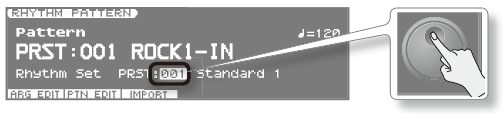 (RHYTHM PATTERN)
Pattern ♩=120
PRST:001 ROCK1-IN
Rhythm Set PRST:001 Standard 1
ARG EDIT PTN EDIT IMPORT